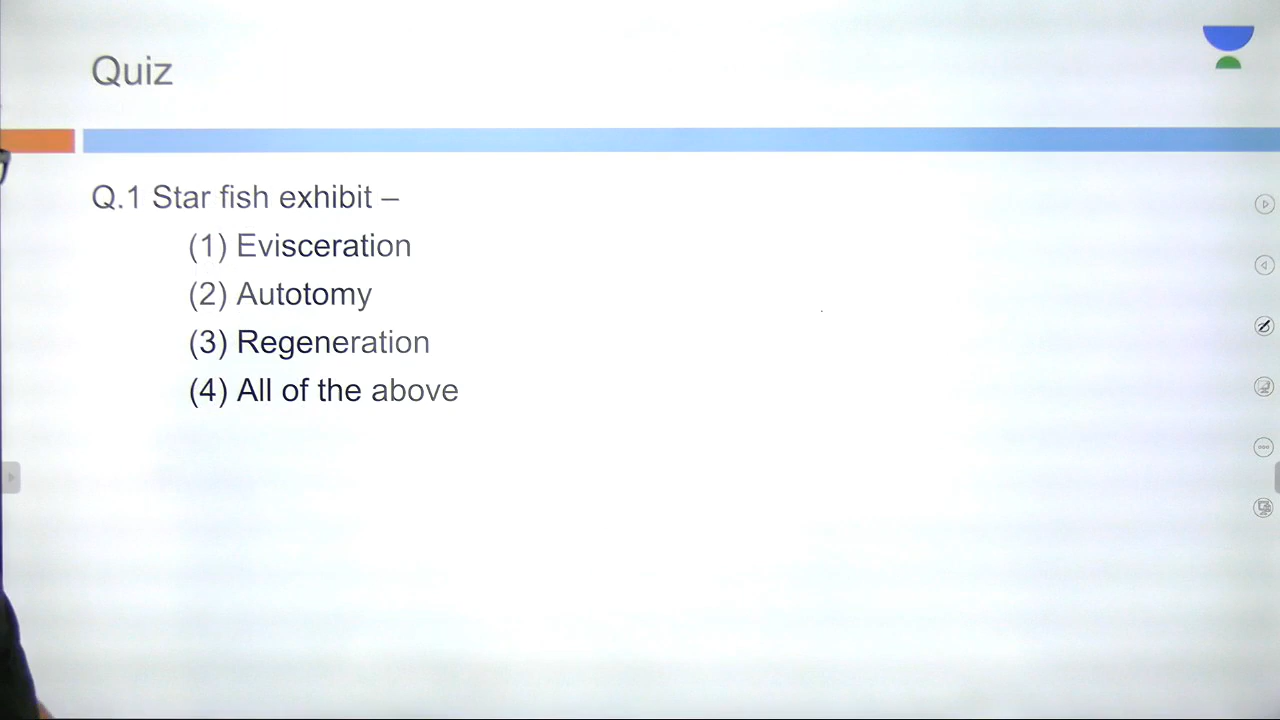 Quiz
Q.1 Star fish exhibit –
(1) Evisceration
(2) Autotomy
(3) Regeneration
(4) All of the above